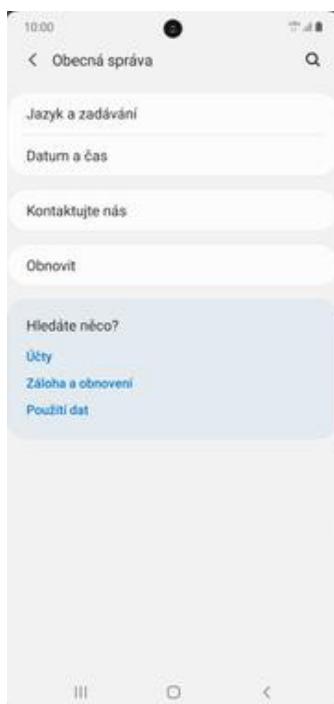 10:00
Obecná správa
Jazyk a zadávání
Datum a čas
Kontaktujte nás
Obnovit
Hledáte něco?
Účty
Záloha a obnovení
Použití dat